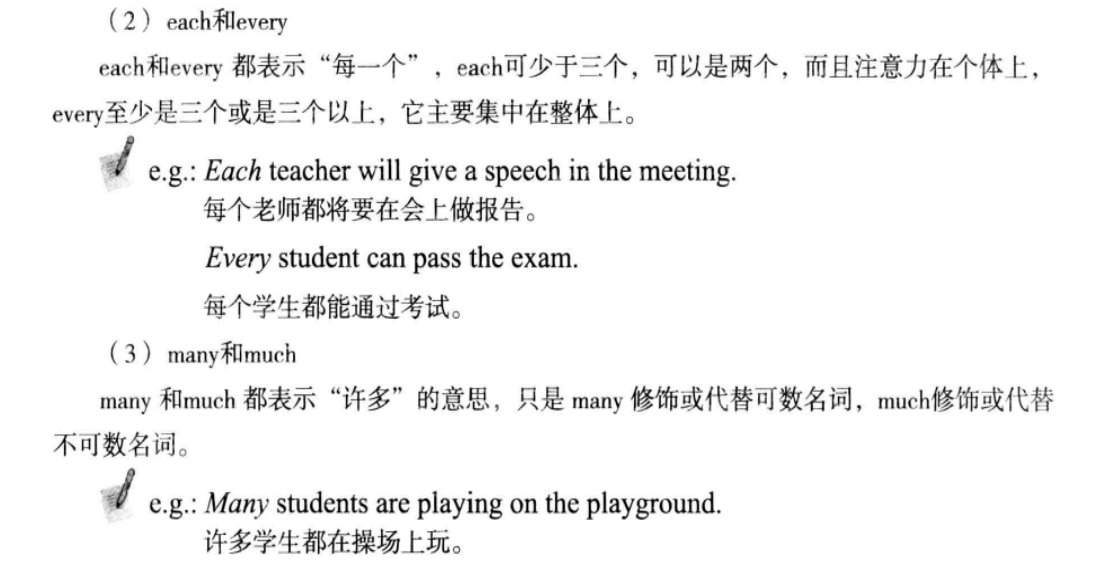 （2）each和every
each和every 都表示“每一个”，each可少于三个，可以是两个，而且注意力在个体上，
every至少是三个或是三个以上，它主要集中在整体上。
e.g.: Each teacher will give a speech in the meeting.
每个老师都将要在会上做报告。
Every student can pass the exam.
每个学生都能通过考试。
（3）many和much
many 和much 都表示“许多”的意思，只是 many 修饰或代替可数名词，much修饰或代替
不可数名词。
e.g.: Many students are playing on the playground.
许多学生都在操场上玩。